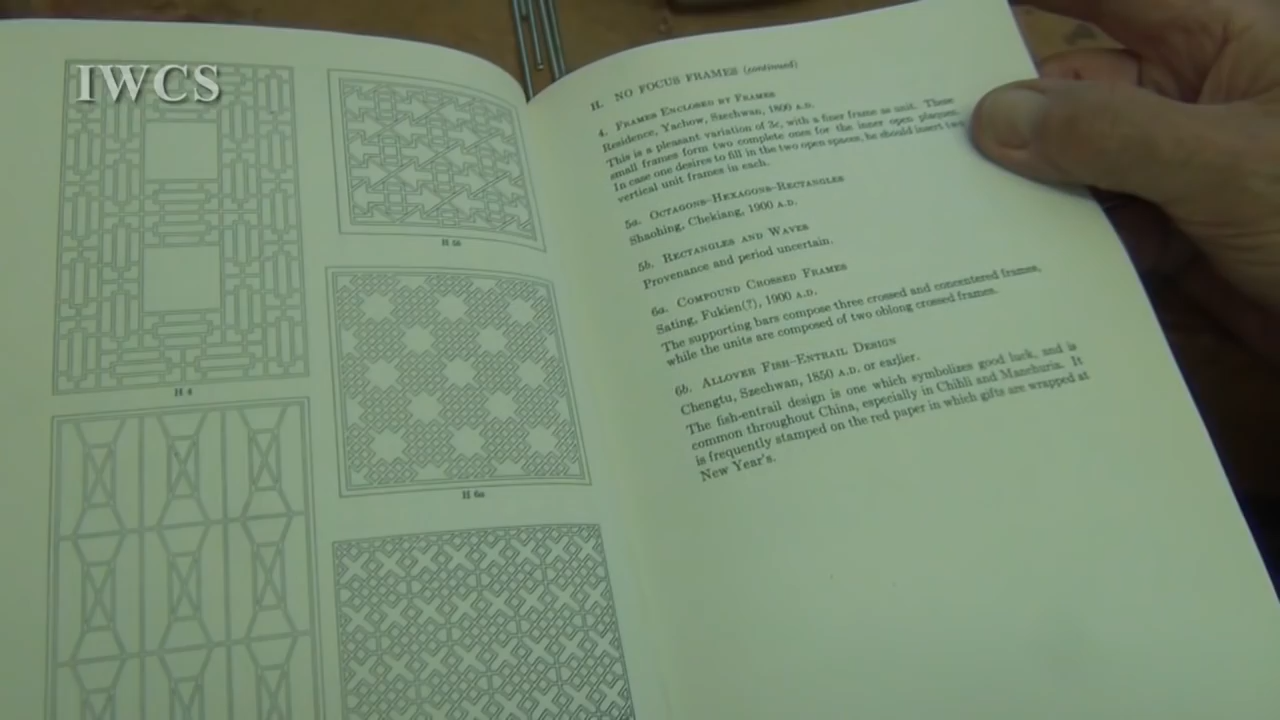 IWCS
H 4
H 5b
H 6a
H. NO FOCUS FRAMES (continued)
4. FRAMES ENCLOSED BY FRAMES
Residence, Yachow, Szechwan, 1800 A.D.
This is a pleasant variation of 3c, with a finer frame as unit. These
small frames form two complete ones for the inner open plaques.
In case one desires to fill in the two open spaces, he should insert two
vertical unit frames in each.
5a. OCTAGONS-HEXAGONS-RECTANGLES
Shaohing, Chekiang, 1900 A.D.
5b. RECTANGLES AND WAVES
Provenance and period uncertain.
6a. COMPOUND CROSSED FRAMES
Sating, Fukien(?), 1900 A.D.
The supporting bars compose three crossed and concentered frames,
while the units are composed of two oblong crossed frames.
6b. ALLOVER FISH-ENTRAIL DESIGN
Chengtu, Szechwan, 1850 A.D. or earlier.
The fish-entrail design is one which symbolizes good luck, and is
common throughout China, especially in Chihli and Manchuria. It
is frequently stamped on the red paper in which gifts are wrapped at
New Year's.